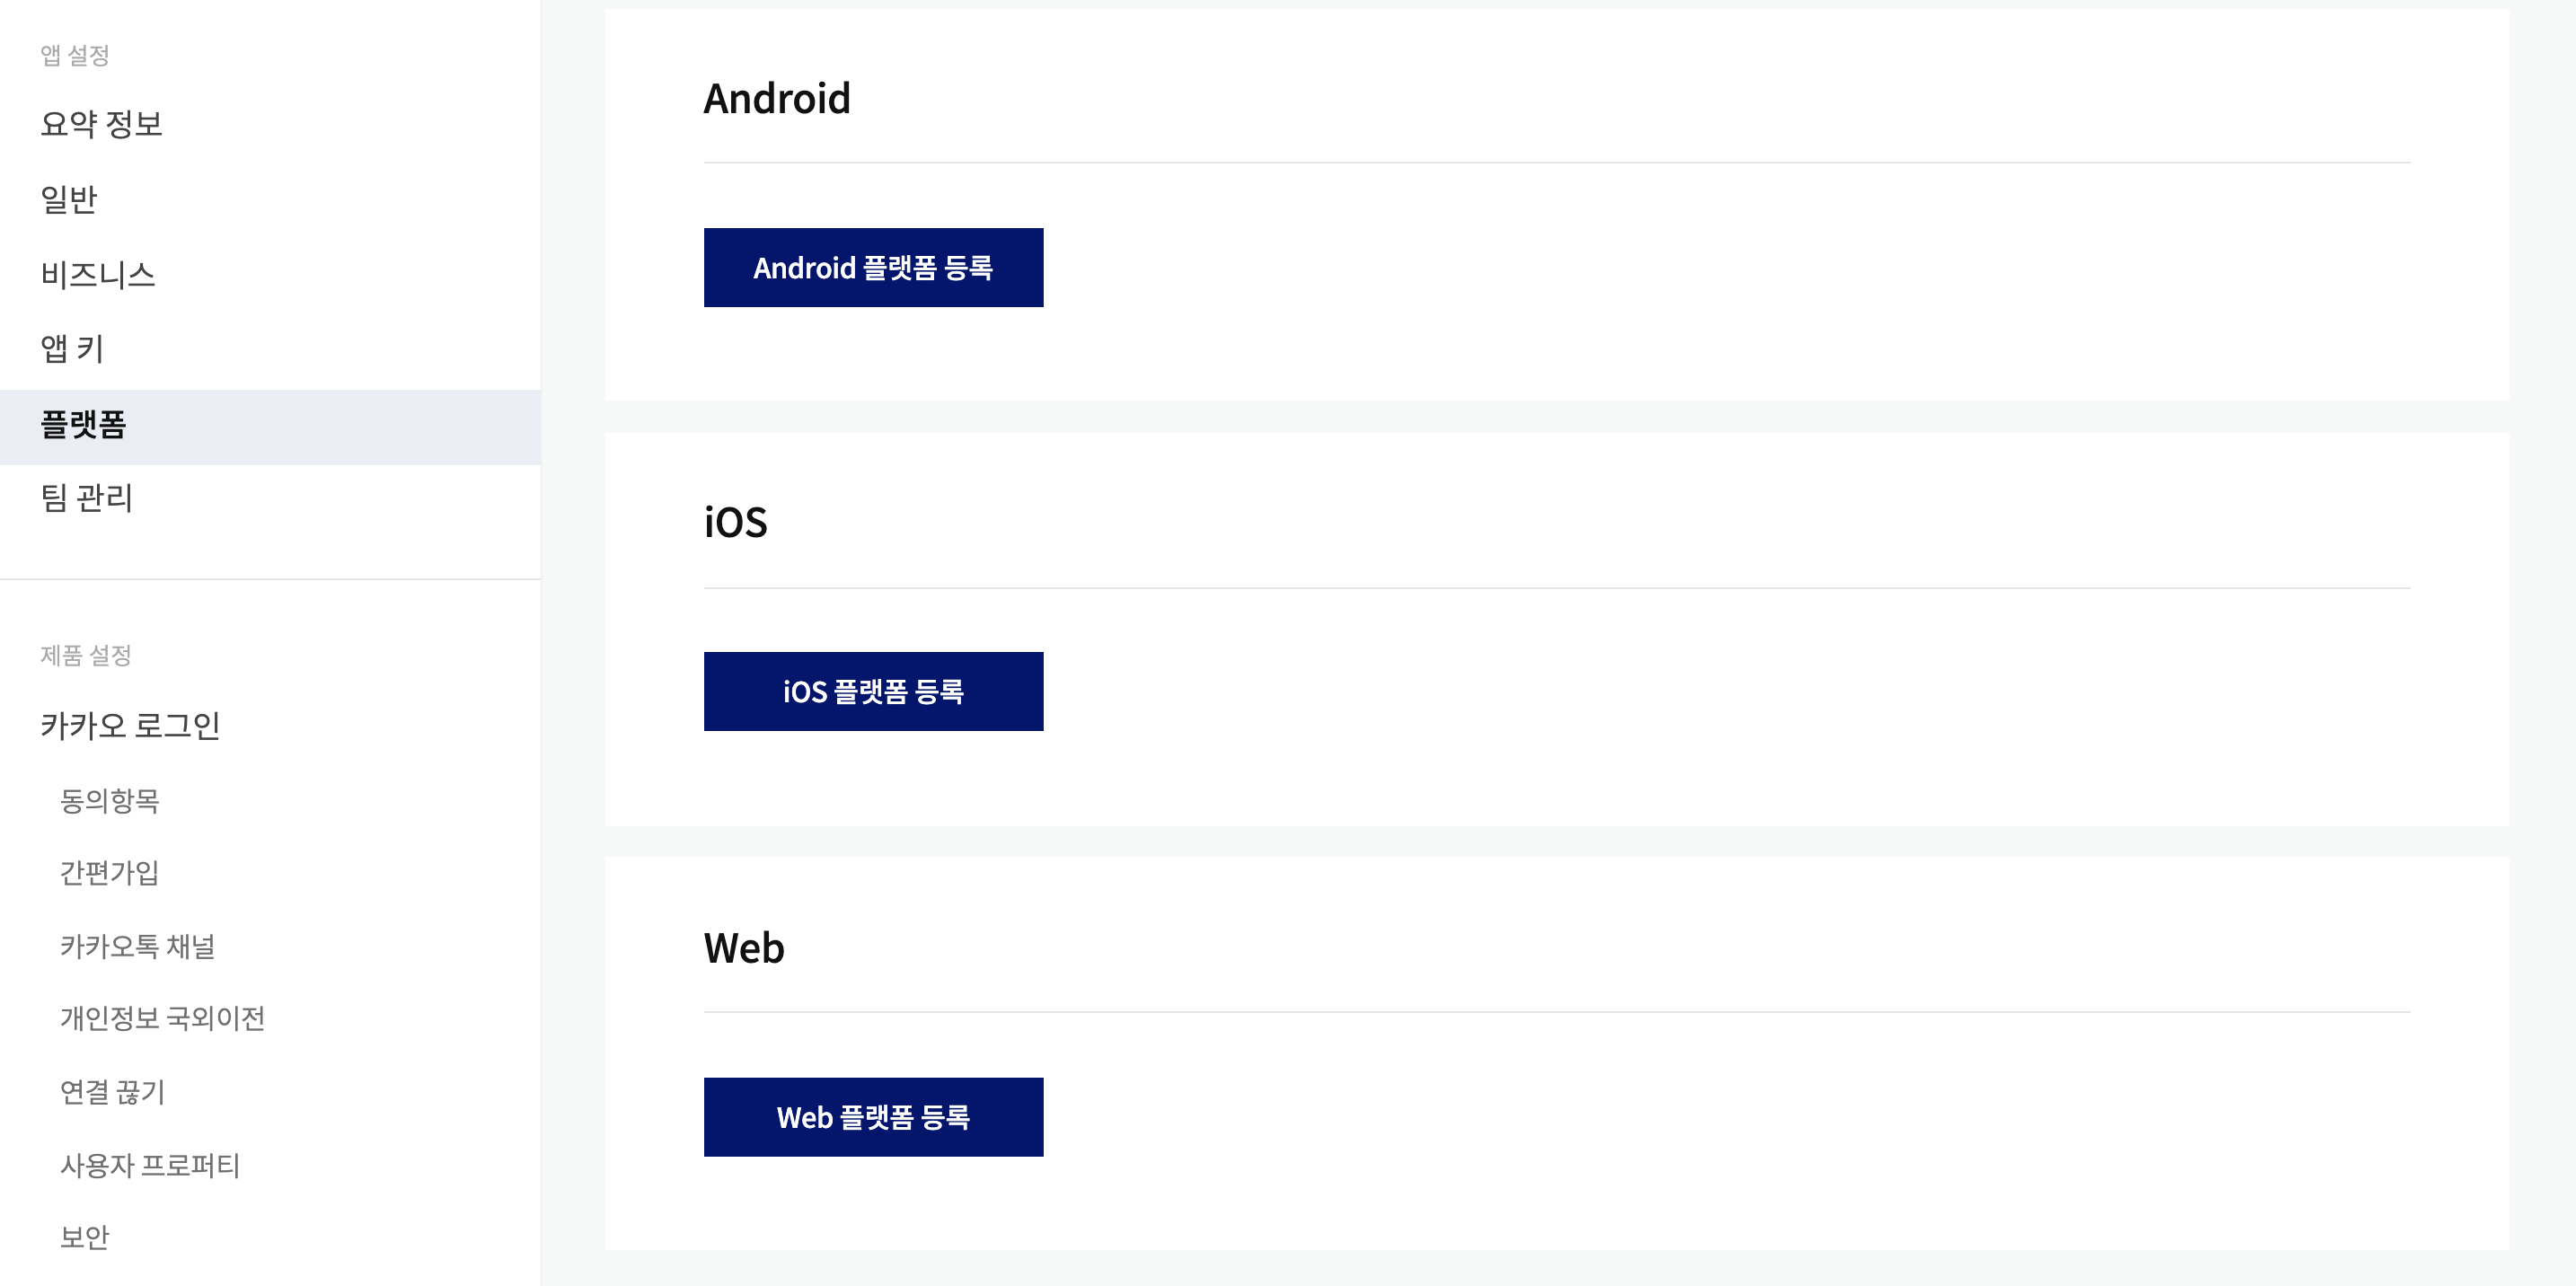 앱 설정
요약 정보
일반
비즈니스
앱 키
플랫폼
팀 관리
제품 설정
카카오 로그인
동의항목
간편가입
카카오톡 채널
개인정보 국외이전
연결 끊기
사용자 프로퍼티
보안
Android
Android 플랫폼 등록
iOS
iOS 플랫폼 등록
Web
Web 플랫폼 등록